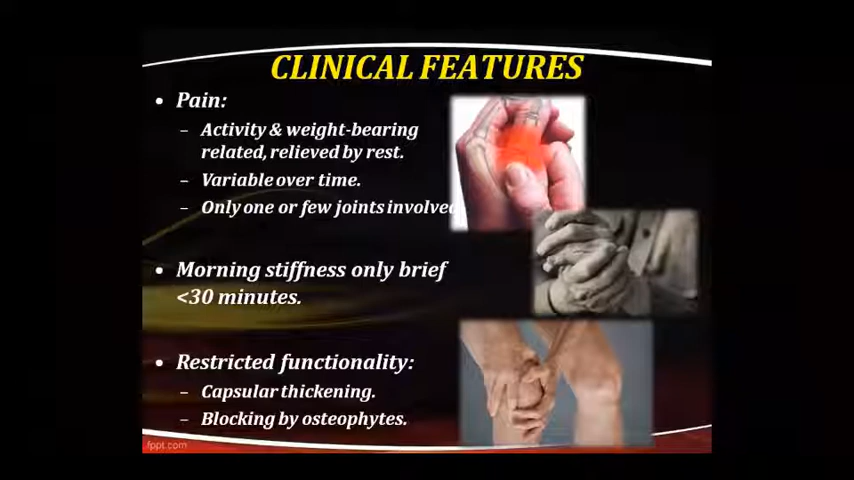 CLINICAL FEATURES
• Pain:
– Activity & weight-bearing
related, relieved by rest.
– Variable over time.
– Only one or few joints involved
• Morning stiffness only brief
<30 minutes.
• Restricted functionality:
– Capsular thickening.
– Blocking by osteophytes.
fppt.com